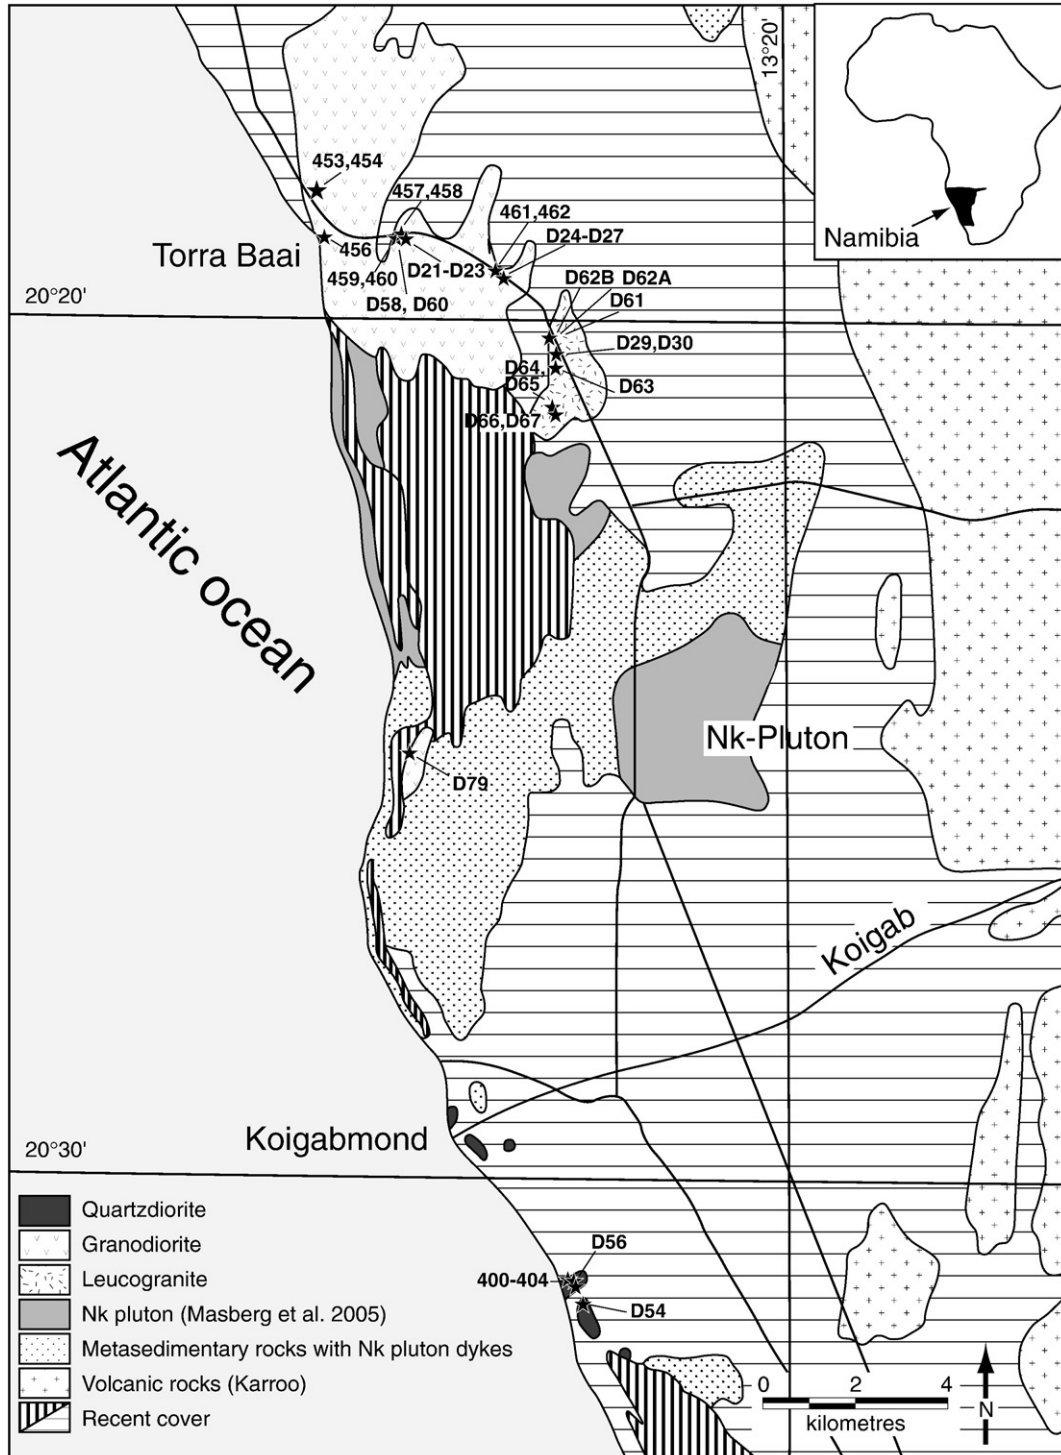 13°20'
Namibia
453,454
457,458
461,462
Torra Baai
456
D24-D27
D21-D23
459,460
D62B D62A
20°20'
D58, D60
D61
D29,D30
D64,
D65
D63
D66,D67
Atlantic ocean
Nk-Pluton
D79
Koigab
Koigabmond
20°30'
Quartzdiorite
Granodiorite
Leucogranite
Nk pluton (Masberg et al. 2005)
Metasedimentary rocks with Nk pluton dykes
Volcanic rocks (Karroo)
Recent cover
D56
400-404
D54
0 2 4
kilometres
N